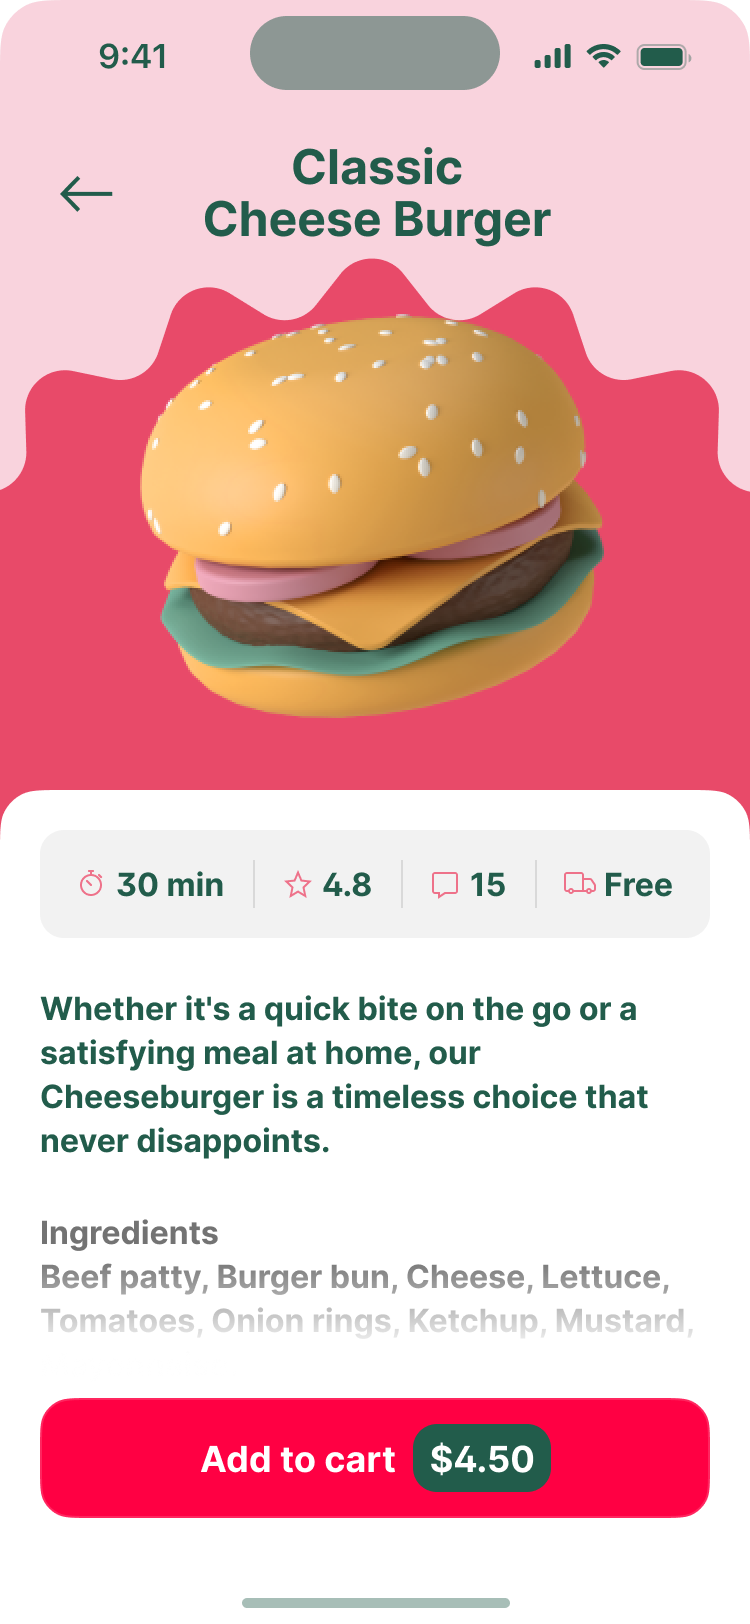 9:41
Classic
Cheese Burger
30 min
4.8
15
Free
Whether it's a quick bite on the go or a
satisfying meal at home, our
Cheeseburger is a timeless choice that
never disappoints.
Ingredients
Beef patty, Burger bun, Cheese, Lettuce,
Tomatoes, Onion rings, Ketchup, Mustard,
Add to cart $4.50